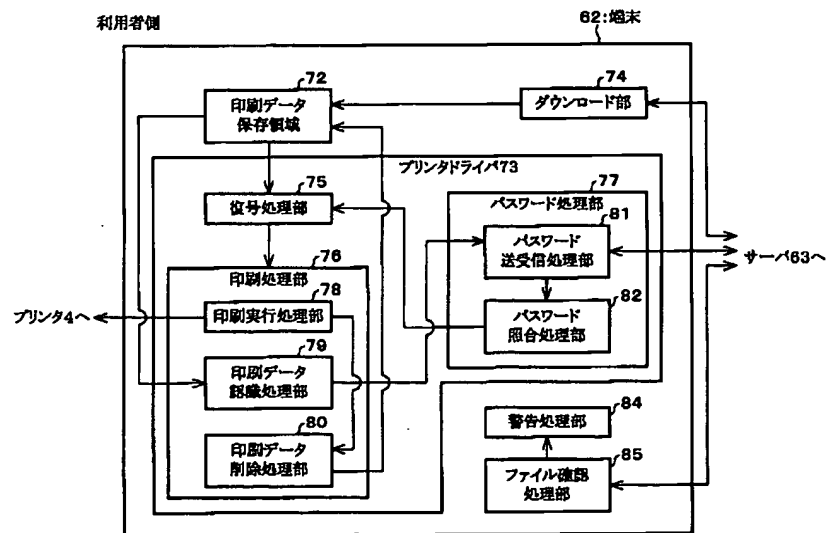 利用者側
62:端末
72
印刷データ
保存領域
74
ダウンロード部
プリンタドライバ73
75
復号処理部
77
パスワード処理部
81
パスワード
送受信処理部
サーバ63へ
82
パスワード
照合処理部
76
印刷処理部
78
印刷実行処理部
プリンタ4へ
79
印刷データ
認識処理部
80
印刷データ
削除処理部
84
警告処理部
85
ファイル確認
処理部